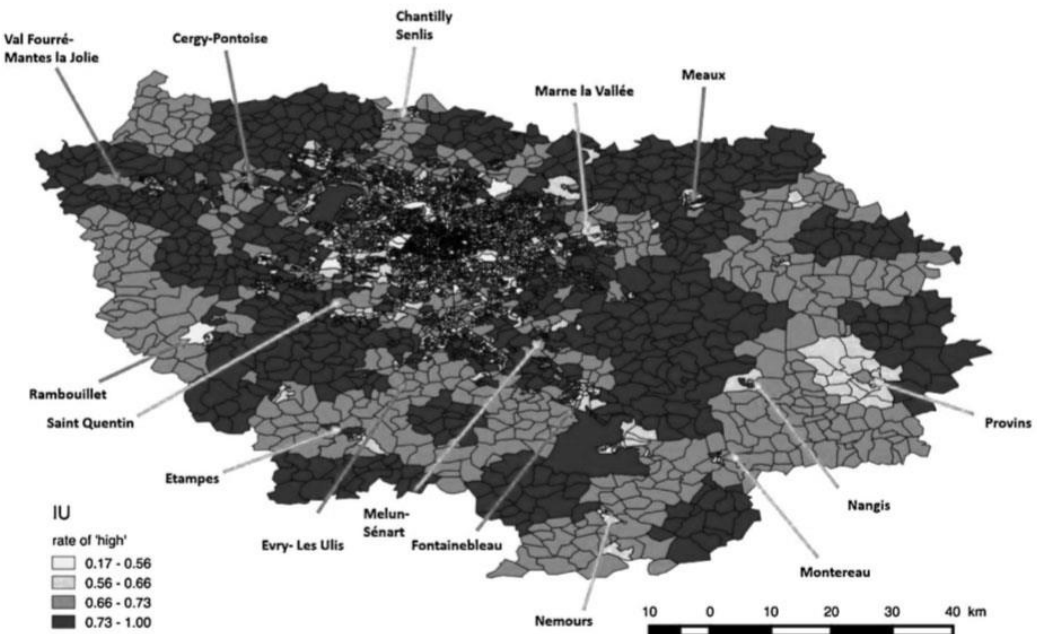 Chantilly
Senlis
Val Fourré-
Mantes la Jolie
Cergy-Pontoise
Marne la Vallée
Meaux
Rambouillet
Saint Quentin
Provins
Etampes
Nangis
Evry- Les Ulis
Melun-
Sénart
Fontainebleau
Montereau
Nemours
IU
rate of 'high'
0.17 - 0.56
0.56 - 0.66
0.66 - 0.73
0.73 - 1.00
10 0 10 20 30 40 km